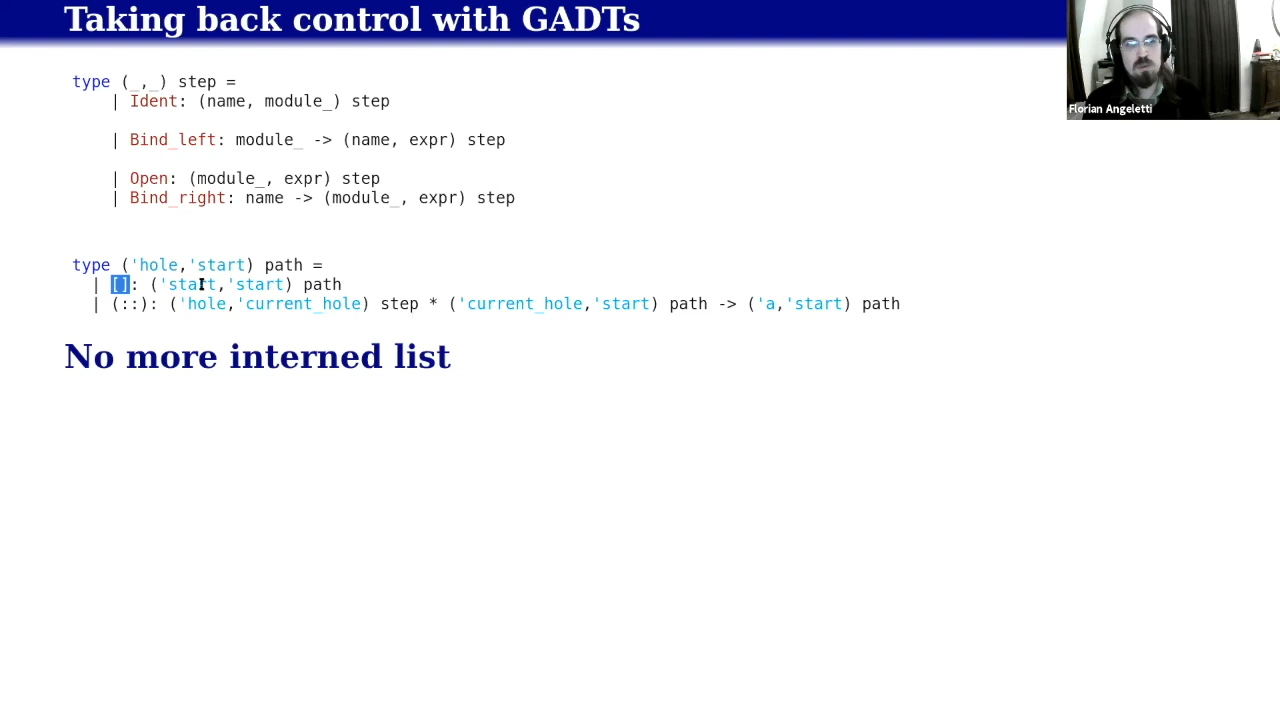 Taking back control with GADTs
type (_,_) step =
| Ident: (name, module_) step
| Bind_left: module_ -> (name, expr) step
| Open: (module_, expr) step
| Bind_right: name -> (module_, expr) step
type ('hole,'start) path =
| []: ('start,'start) path
| (::): ('hole,'current_hole) step * ('current_hole,'start) path -> ('a,'start) path
No more interned list
Florian Angeletti